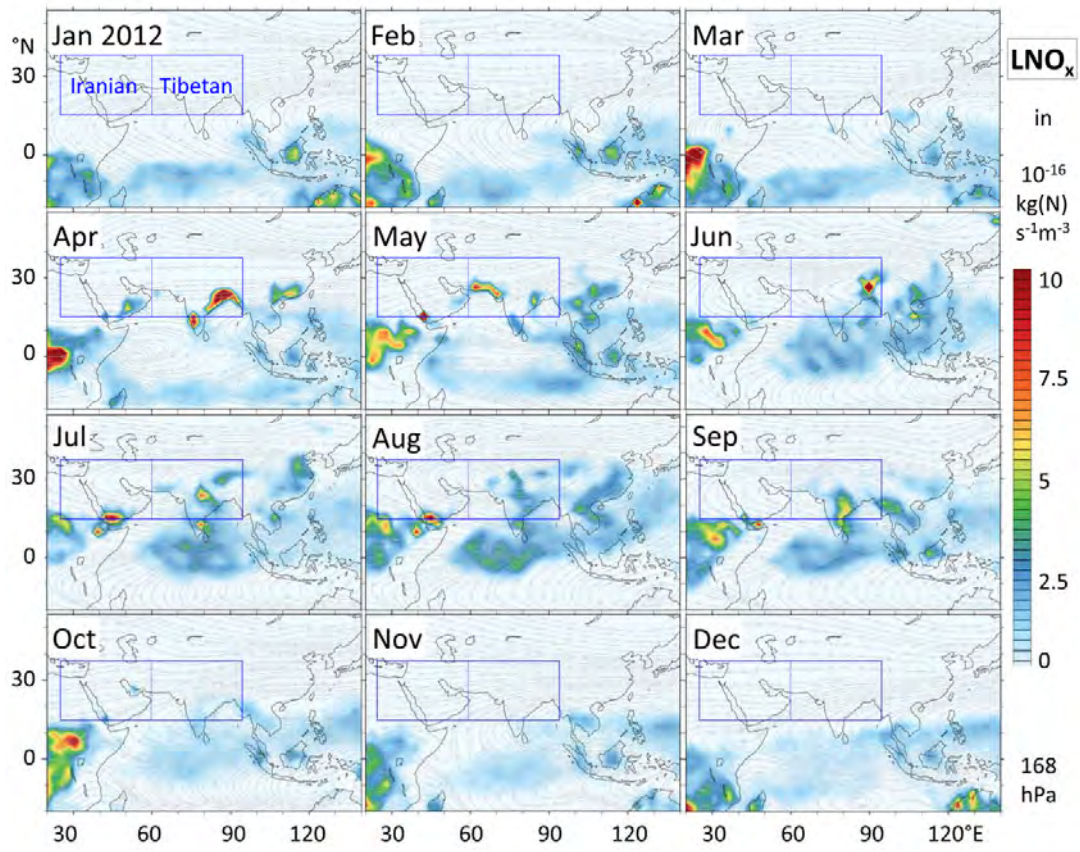 Jan 2012
Feb
Mar
°N
30
0
Iranian
Tibetan
LNOₓ
in
10⁻¹⁶
kg(N)
s⁻¹m⁻³
Apr
May
Jun
30
0
10
7.5
5
2.5
0
Jul
Aug
Sep
30
0
Oct
Nov
Dec
30
0
168
hPa
30 60 90 120
30 60 90 120
30 60 90 120°E